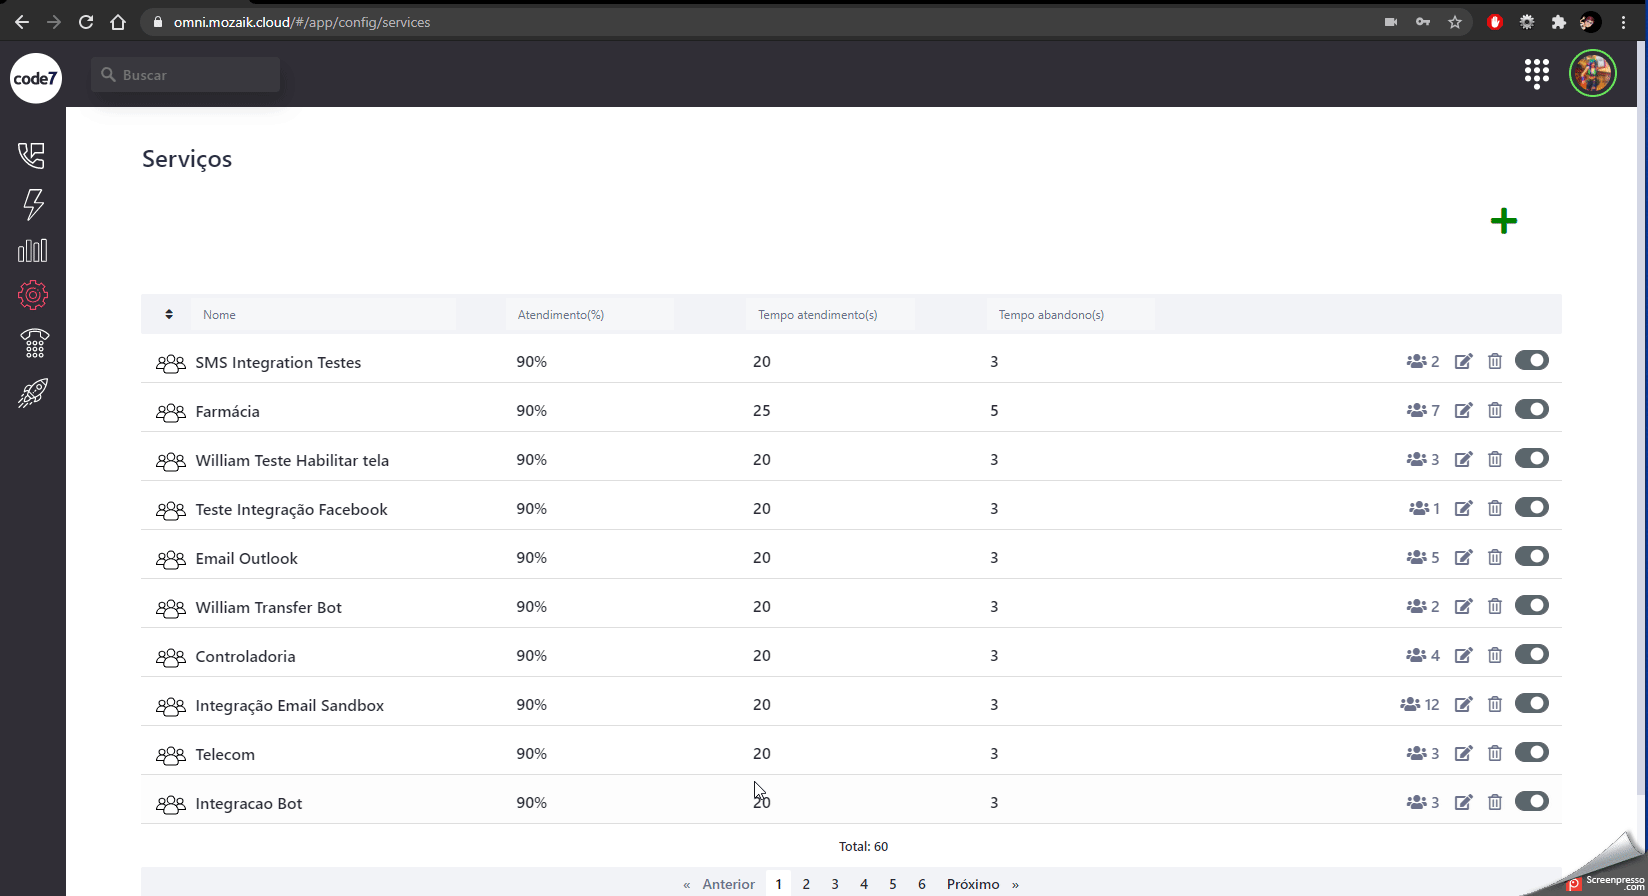 omni.mozaik.cloud/#/app/config/services
code7
Buscar
Serviços
Nome Atendimento(%) Tempo atendimento(s) Tempo abandono(s)
SMS Integration Testes 90% 20 3 2
Farmácia 90% 25 5 7
William Teste Habilitar tela 90% 20 3 3
Teste Integração Facebook 90% 20 3 1
Email Outlook 90% 20 3 5
William Transfer Bot 90% 20 3 2
Controladoria 90% 20 3 4
Integração Email Sandbox 90% 20 3 12
Telecom 90% 20 3 3
Integracao Bot 90% 20 3 3
Total: 60
« Anterior 1 2 3 4 5 6 Próximo »
Screenpresso
.com